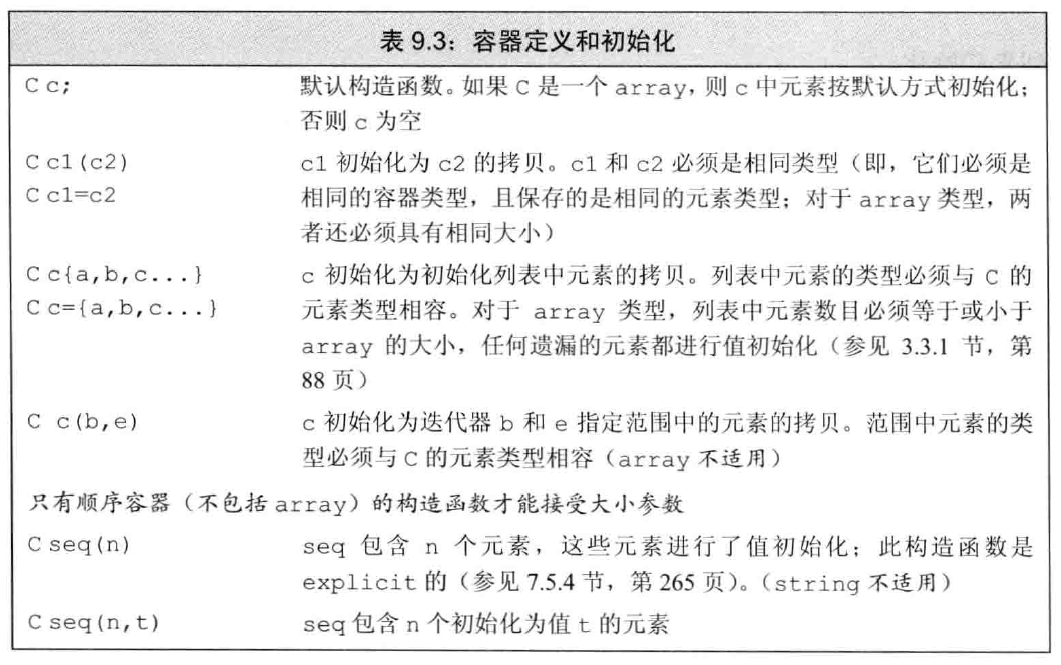 表 9.3：容器定义和初始化
C c; 默认构造函数。如果 C 是一个 array，则 c 中元素按默认方式初始化；
否则 c 为空
C c1(c2) c1 初始化为 c2 的拷贝。c1 和 c2 必须是相同类型（即，它们必须是
C c1=c2 相同的容器类型，且保存的是相同的元素类型；对于 array 类型，两
者还必须具有相同大小）
C c{a,b,c...} c 初始化为初始化列表中元素的拷贝。列表中元素的类型必须与 C 的
C c={a,b,c...} 元素类型相容。对于 array 类型，列表中元素数目必须等于或小于
array 的大小，任何遗漏的元素都进行值初始化（参见 3.3.1 节，第
88 页）
C c(b,e) c 初始化为迭代器 b 和 e 指定范围中的元素的拷贝。范围中元素的类
型必须与 C 的元素类型相容（array 不适用）
只有顺序容器（不包括 array）的构造函数才能接受大小参数
C seq(n) seq 包含 n 个元素，这些元素进行了值初始化；此构造函数是
explicit 的（参见 7.5.4 节，第 265 页）。（string 不适用）
C seq(n,t) seq 包含 n 个初始化为值 t 的元素